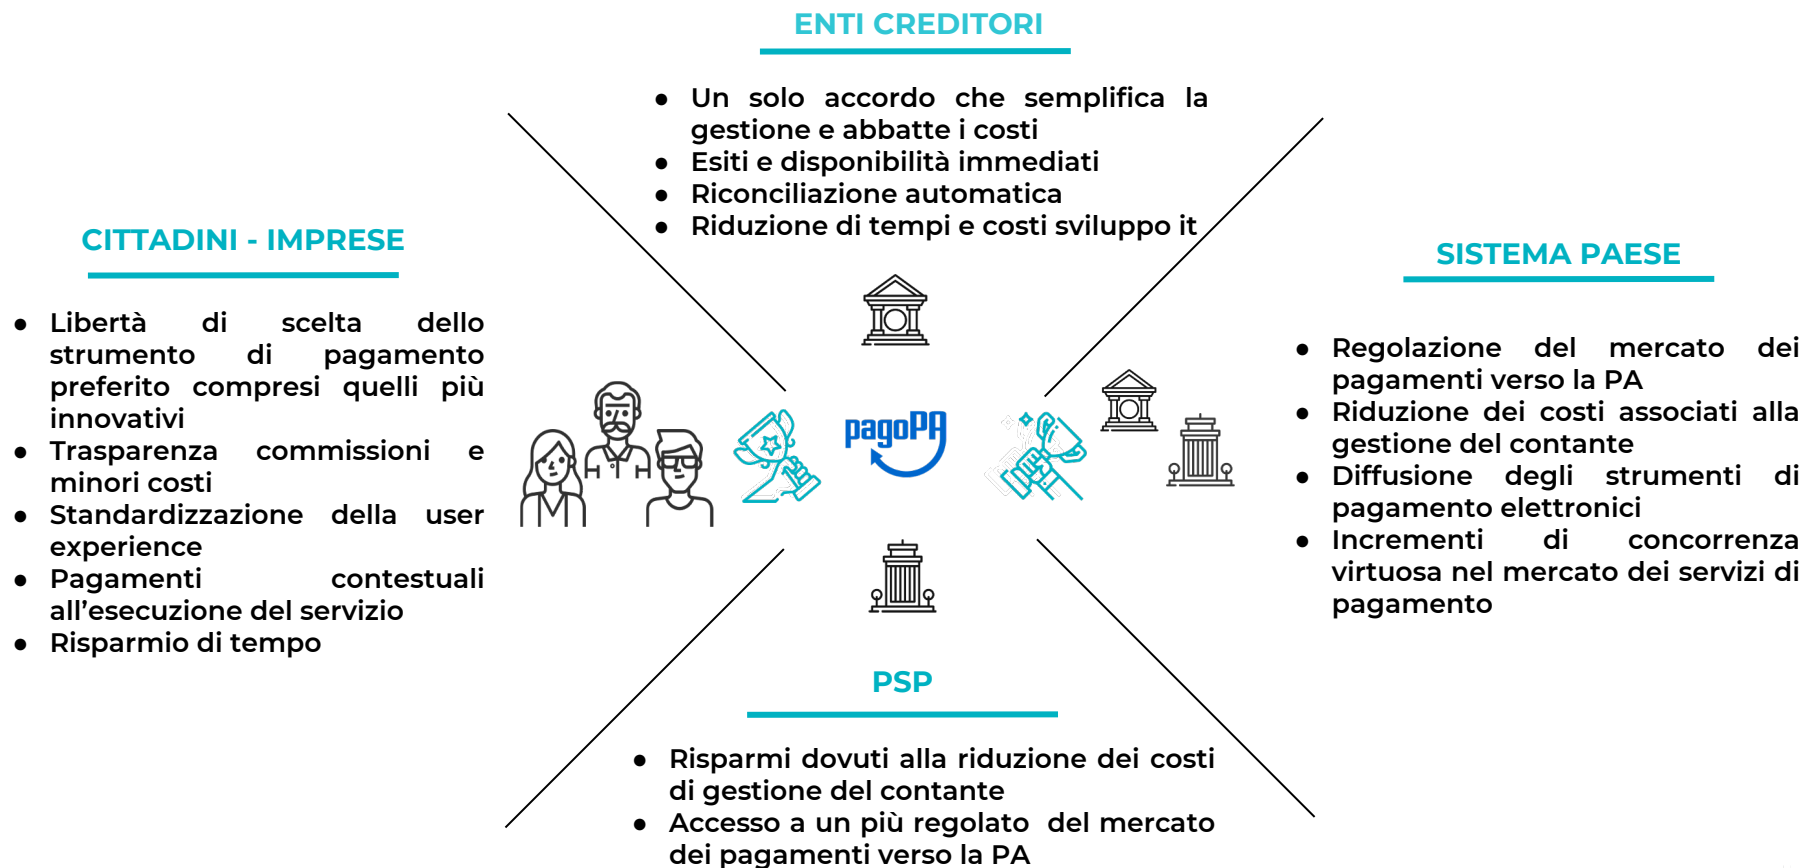 ENTI CREDITORI
● Un solo accordo che semplifica la
gestione e abbatte i costi
● Esiti e disponibilità immediati
● Riconciliazione automatica
● Riduzione di tempi e costi sviluppo it
CITTADINI - IMPRESE
● Libertà di scelta dello
strumento di pagamento
preferito compresi quelli più
innovativi
● Trasparenza commissioni e
minori costi
● Standardizzazione della user
experience
● Pagamenti contestuali
all’esecuzione del servizio
● Risparmio di tempo
pagoPA
SISTEMA PAESE
● Regolazione del mercato dei
pagamenti verso la PA
● Riduzione dei costi associati alla
gestione del contante
● Diffusione degli strumenti di
pagamento elettronici
● Incrementi di concorrenza
virtuosa nel mercato dei servizi di
pagamento
PSP
● Risparmi dovuti alla riduzione dei costi
di gestione del contante
● Accesso a un più regolato del mercato
dei pagamenti verso la PA